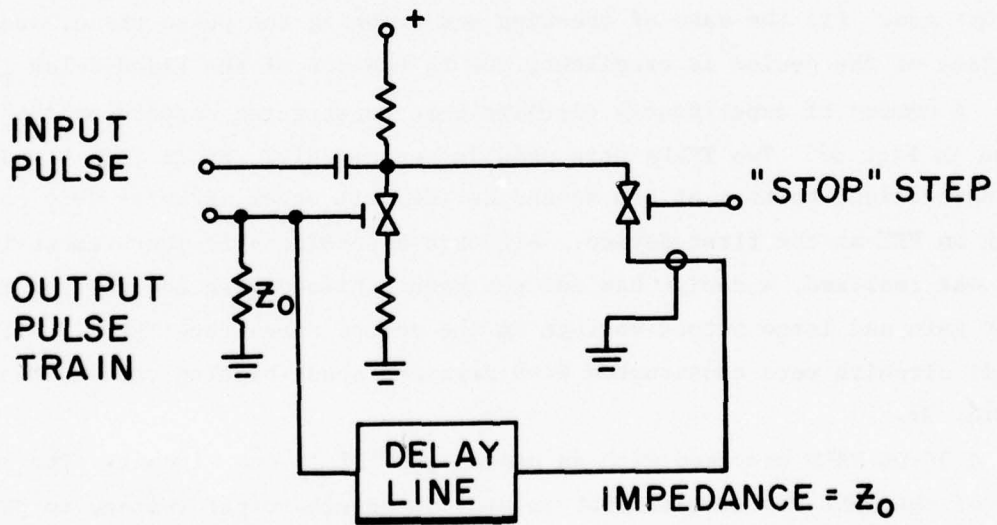 +
INPUT
PULSE
"STOP" STEP
Z₀
OUTPUT
PULSE
TRAIN
DELAY
LINE
IMPEDANCE = Z₀